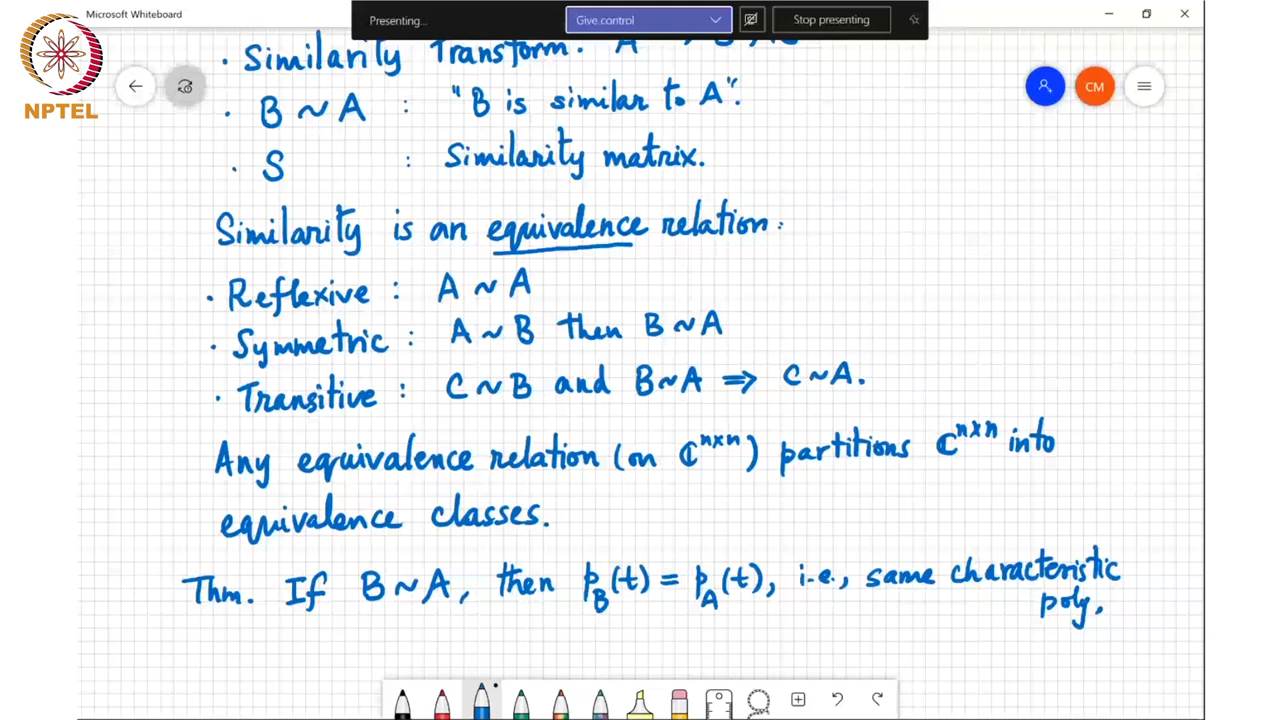 Microsoft Whiteboard
Presenting...
Give control
Stop presenting
NPTEL
CM
· Similarity Transform. A →
· B ~ A : "B is similar to A".
· S : Similarity matrix.
Similarity is an equivalence relation:
· Reflexive : A ~ A
· Symmetric : A ~ B then B ~ A
· Transitive : C ~ B and B ~ A ⟹ C ~ A.
Any equivalence relation (on ℂⁿˣⁿ) partitions ℂⁿˣⁿ into
equivalence classes.
Thm. If B ~ A, then p_B(t) = p_A(t), i.e., same characteristic
poly.